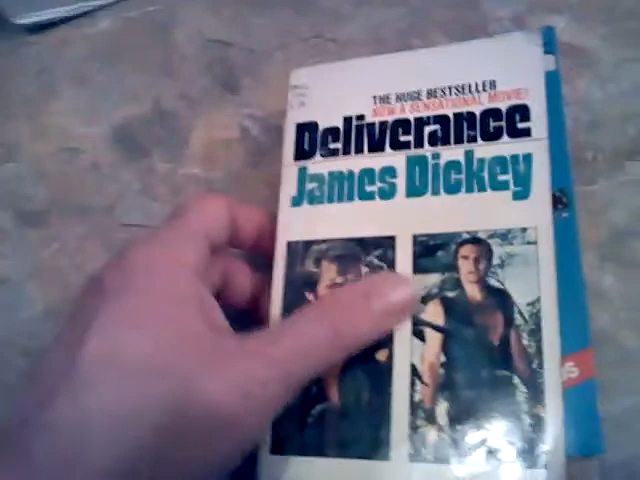 THE HUGE BESTSELLER
NOW A SENSATIONAL MOVIE!
Deliverance
James Dickey